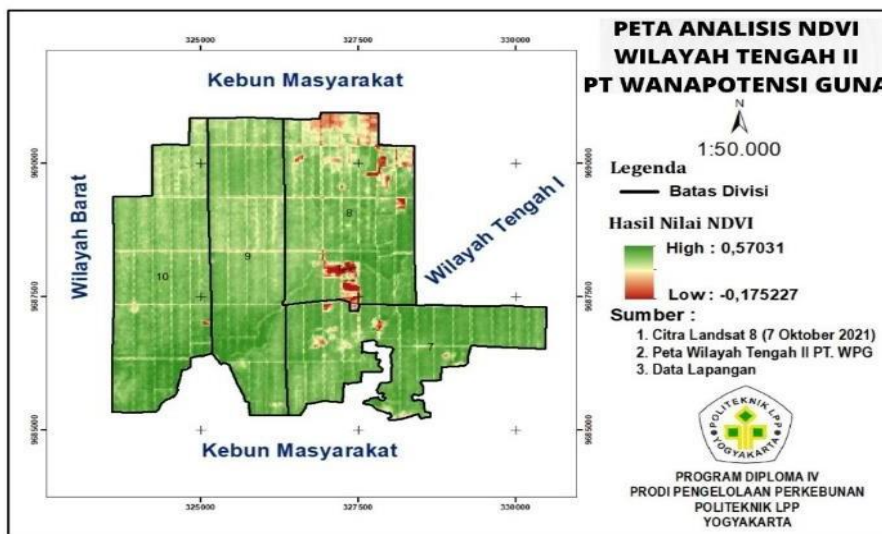 PETA ANALISIS NDVI
WILAYAH TENGAH II
PT WANAPOTENSI GUNA
N
1:50.000
Legenda
Batas Divisi
Hasil Nilai NDVI
High : 0,57031
Low : -0,175227
Sumber :
1. Citra Landsat 8 (7 Oktober 2021)
2. Peta Wilayah Tengah II PT. WPG
3. Data Lapangan
POLITEKNIK LPP
YOGYAKARTA
PROGRAM DIPLOMA IV
PRODI PENGELOLAAN PERKEBUNAN
POLITEKNIK LPP
YOGYAKARTA
325000
327500
330000
Kebun Masyarakat
9690000
9690000
Wilayah Barat
Wilayah Tengah I
8
9
10
9687500
9687500
7
9685000
9685000
Kebun Masyarakat
325000
327500
330000